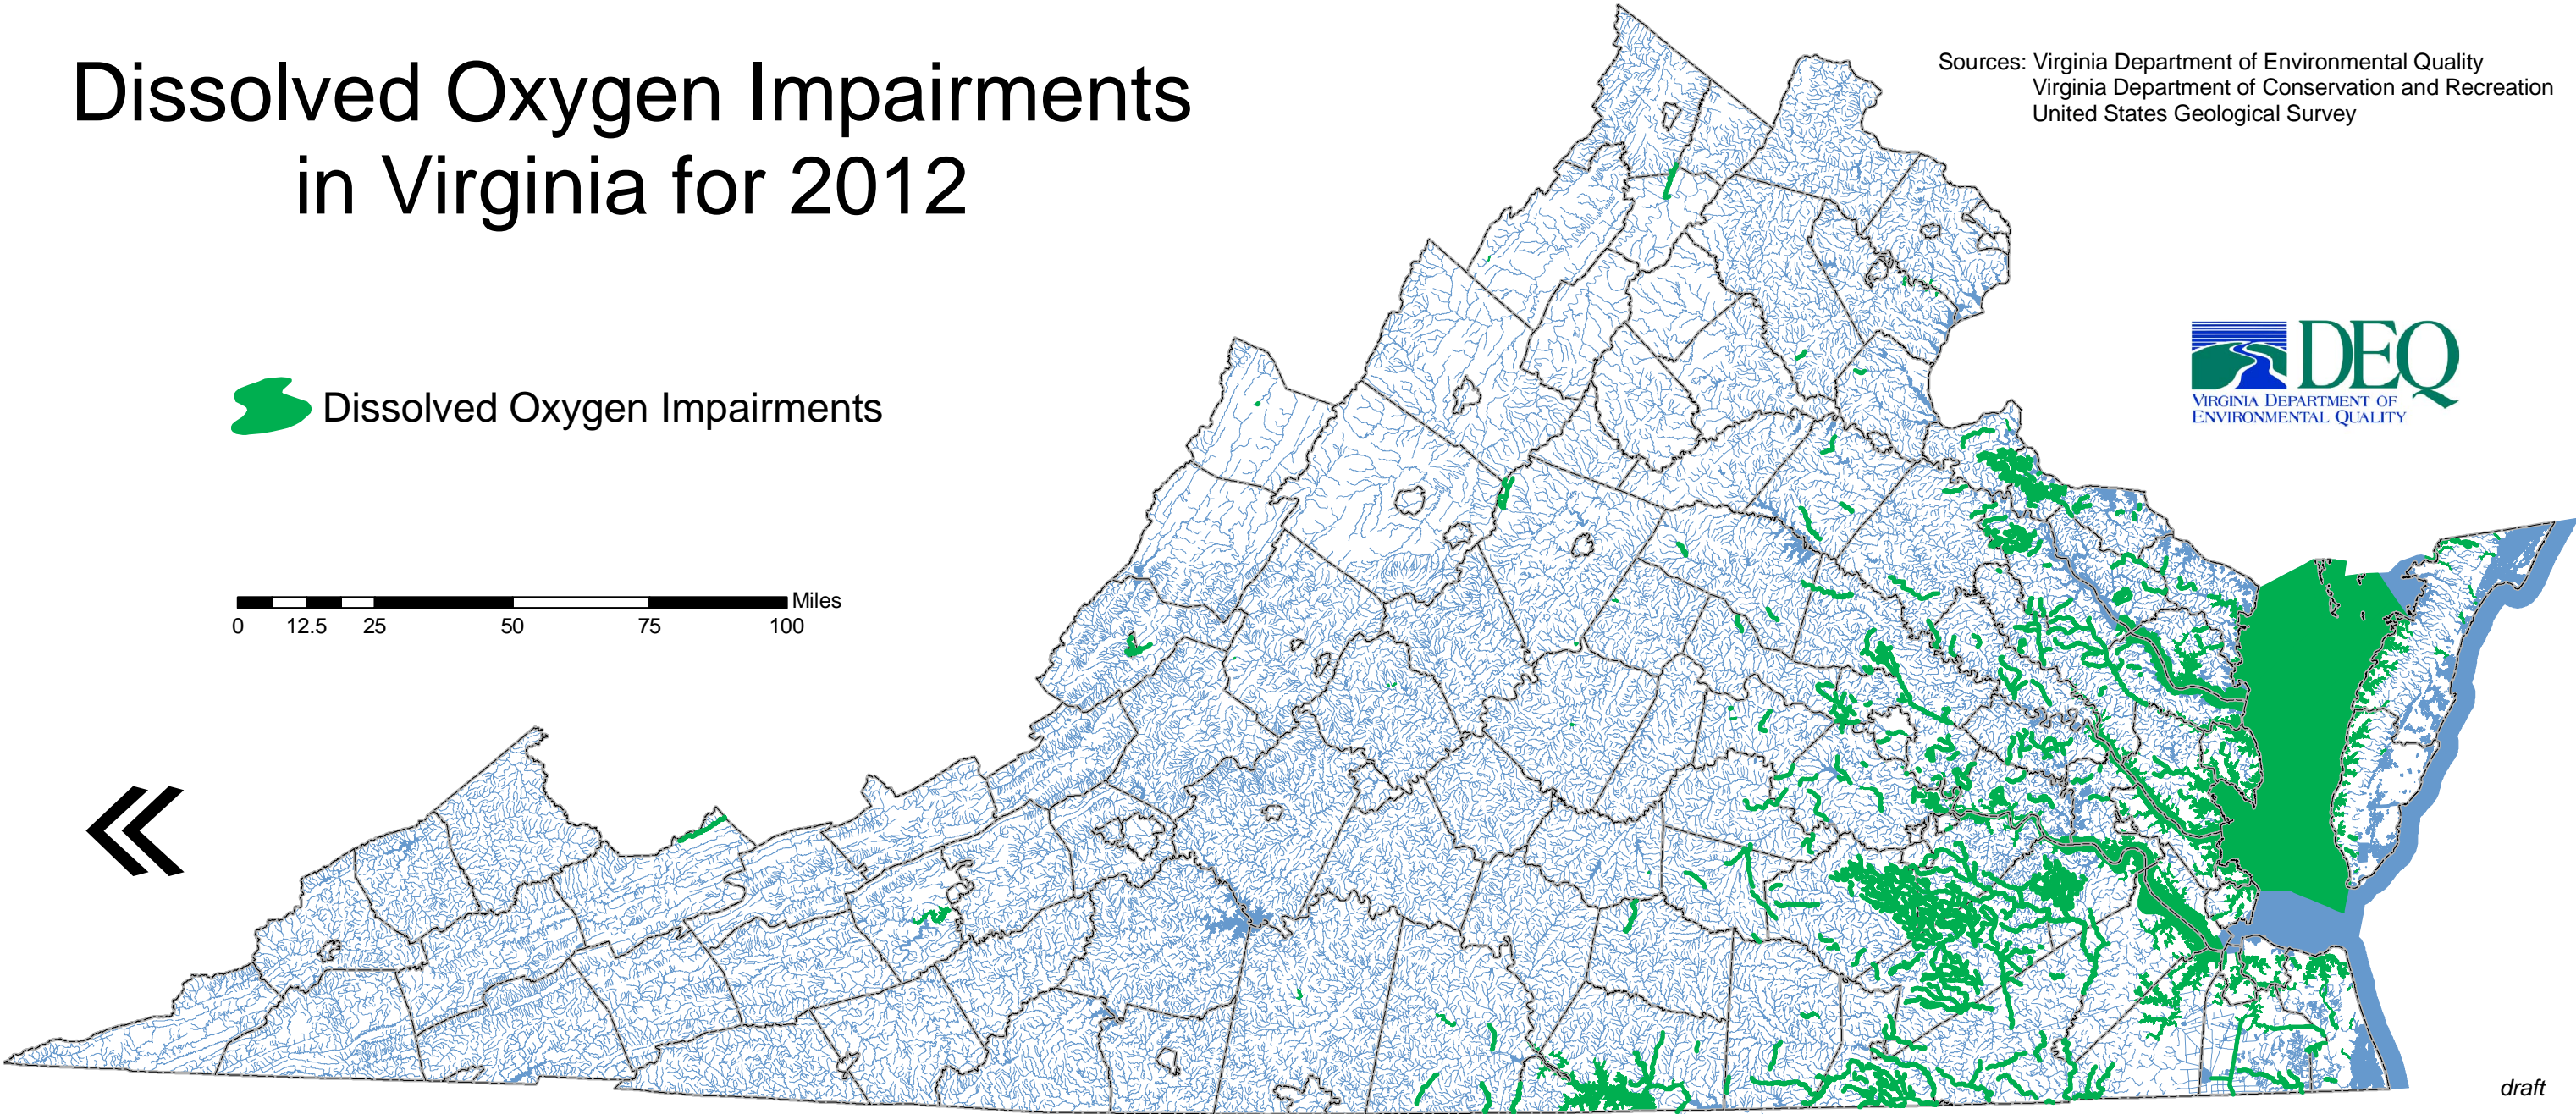 Dissolved Oxygen Impairments
in Virginia for 2012
Sources: Virginia Department of Environmental Quality
Virginia Department of Conservation and Recreation
United States Geological Survey
DEQ
VIRGINIA DEPARTMENT OF
ENVIRONMENTAL QUALITY
Dissolved Oxygen Impairments
Miles
0 12.5 25 50 75 100
draft